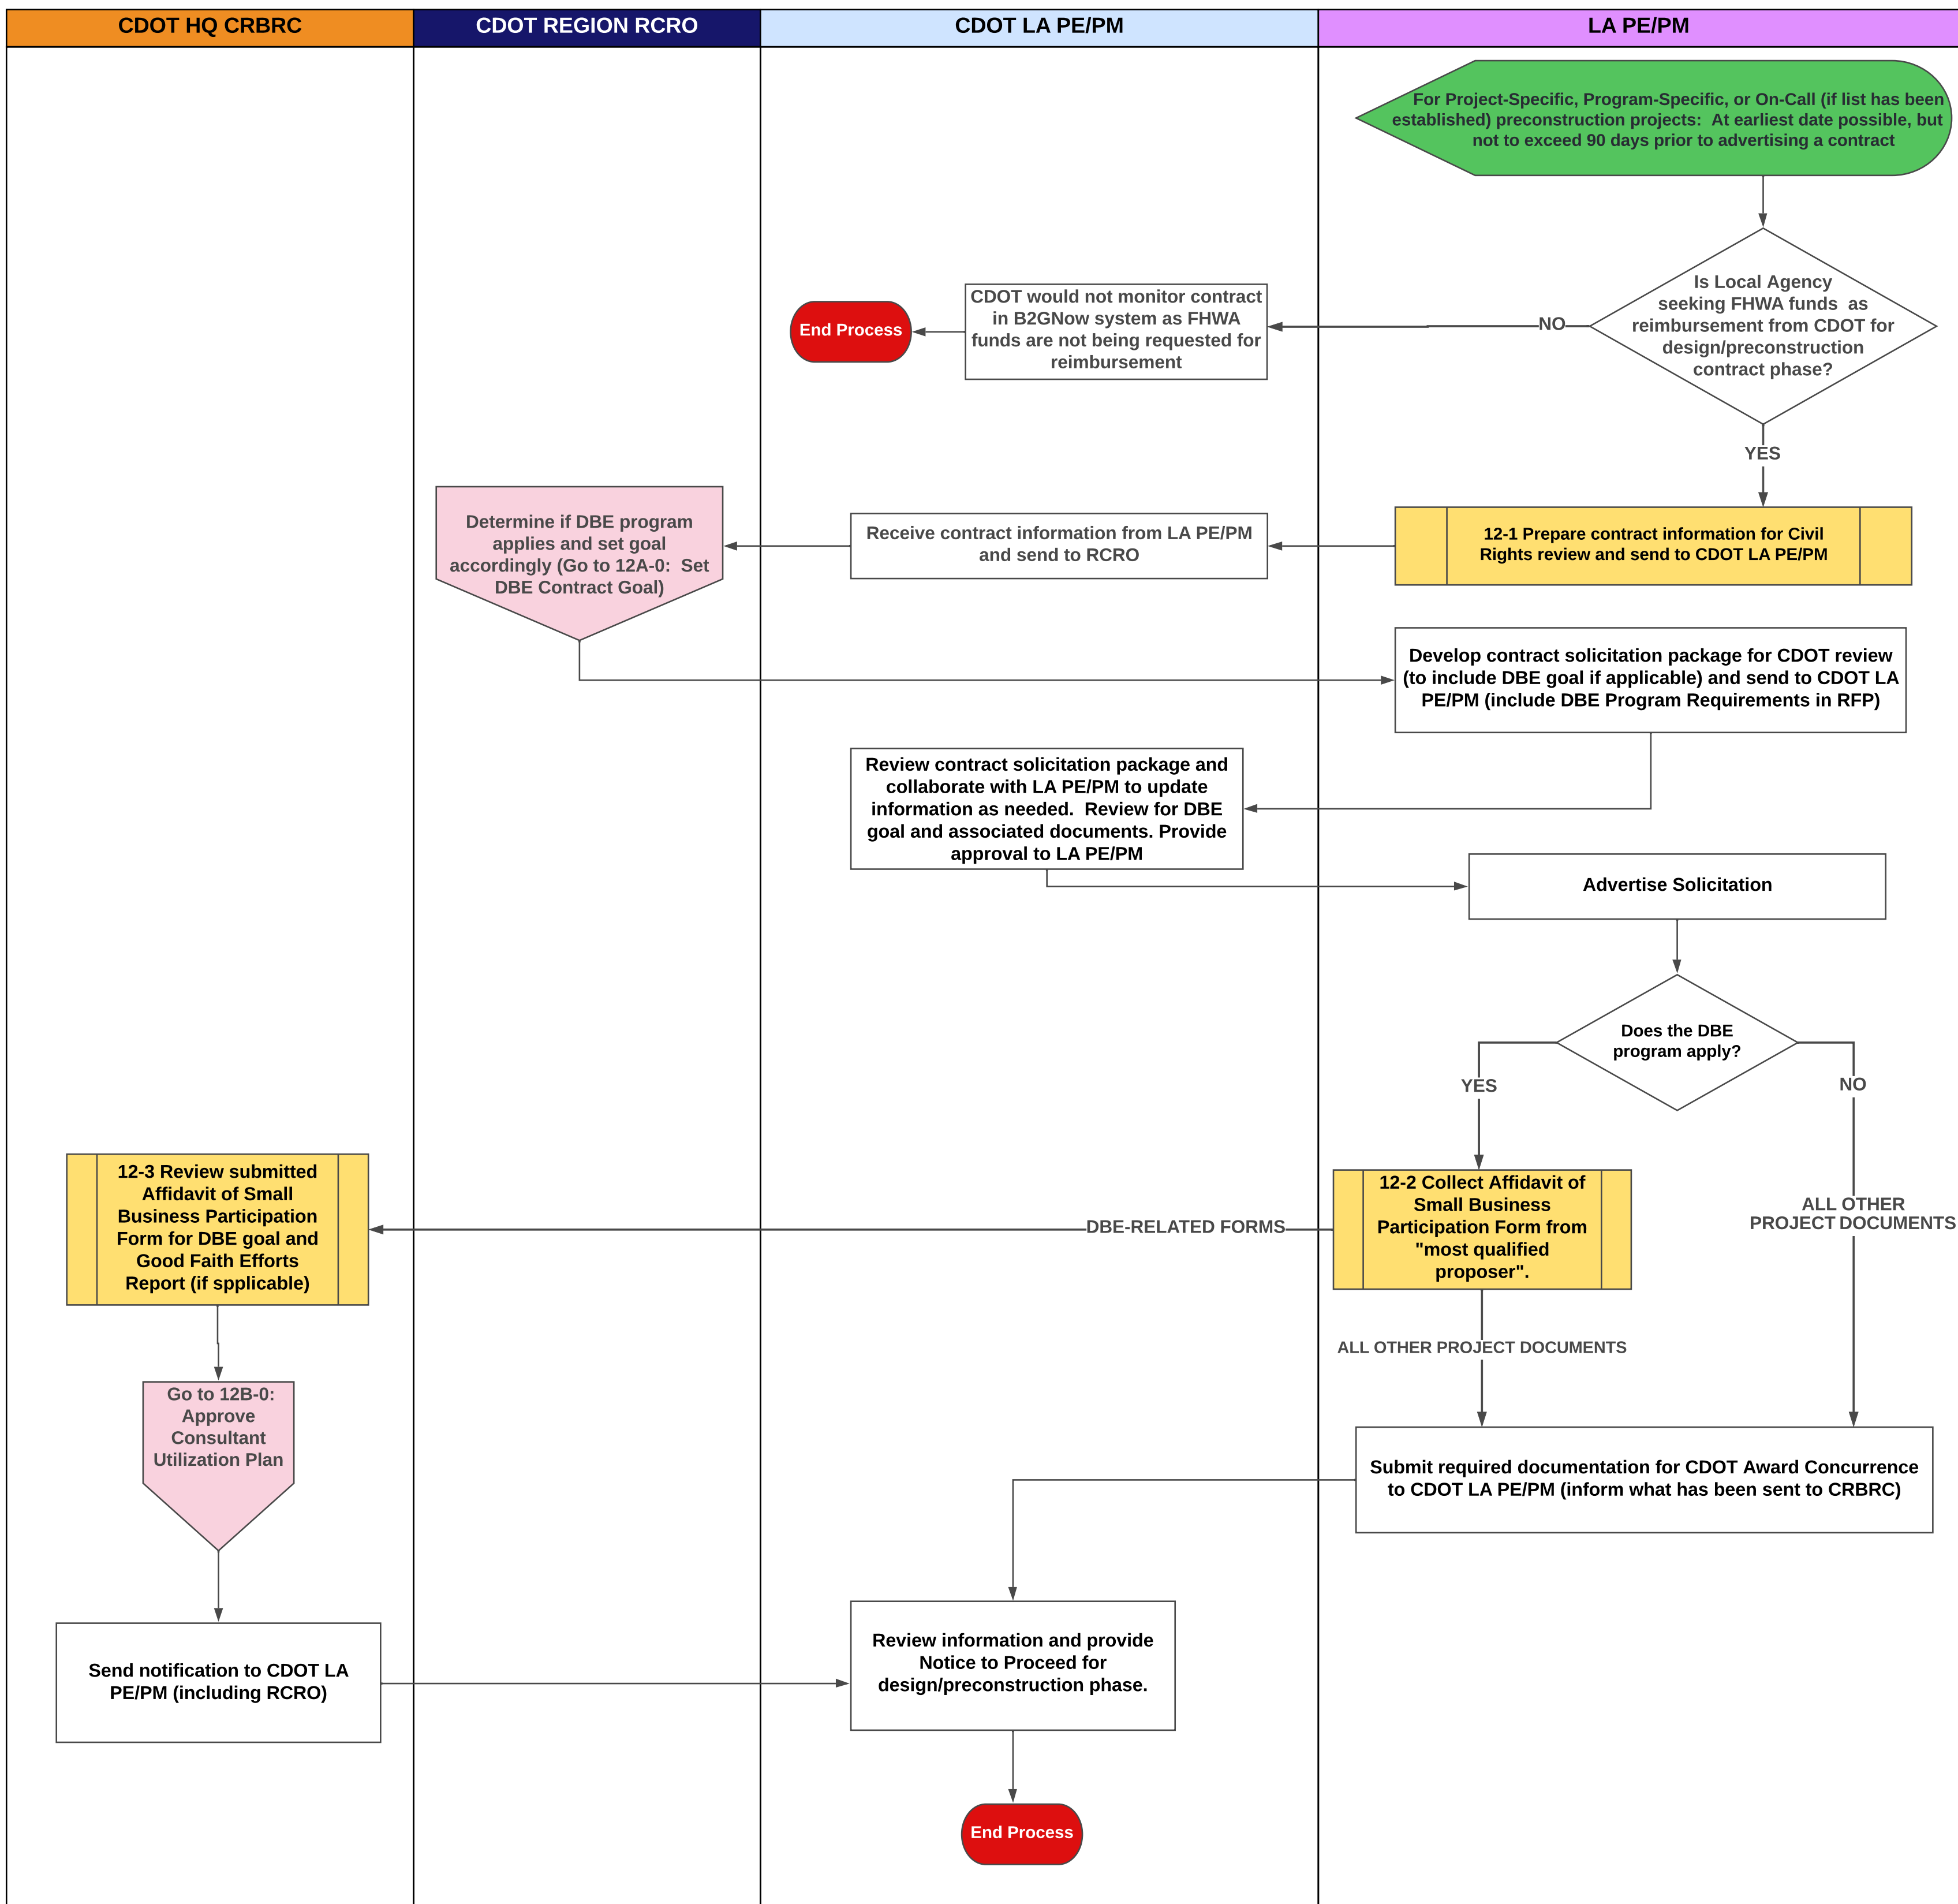 CDOT HQ CRBRC
CDOT REGION RCRO
CDOT LA PE/PM
LA PE/PM
For Project-Specific, Program-Specific, or On-Call (if list has been
established) preconstruction projects:  At earliest date possible, but
not to exceed 90 days prior to advertising a contract
Is Local Agency
seeking FHWA funds  as
reimbursement from CDOT for
design/preconstruction
contract phase?
NO
CDOT would not monitor contract
in B2GNow system as FHWA
funds are not being requested for
reimbursement
End Process
YES
12-1 Prepare contract information for Civil
Rights review and send to CDOT LA PE/PM
Receive contract information from LA PE/PM
and send to RCRO
Determine if DBE program
applies and set goal
accordingly (Go to 12A-0:  Set
DBE Contract Goal)
Develop contract solicitation package for CDOT review
(to include DBE goal if applicable) and send to CDOT LA
PE/PM (include DBE Program Requirements in RFP)
Review contract solicitation package and
collaborate with LA PE/PM to update
information as needed.  Review for DBE
goal and associated documents. Provide
approval to LA PE/PM
Advertise Solicitation
Does the DBE
program apply?
YES
NO
12-2 Collect Affidavit of
Small Business
Participation Form from
"most qualified
proposer".
ALL OTHER
PROJECT DOCUMENTS
DBE-RELATED FORMS
12-3 Review submitted
Affidavit of Small
Business Participation
Form for DBE goal and
Good Faith Efforts
Report (if spplicable)
ALL OTHER PROJECT DOCUMENTS
Go to 12B-0:
Approve
Consultant
Utilization Plan
Submit required documentation for CDOT Award Concurrence
to CDOT LA PE/PM (inform what has been sent to CRBRC)
Send notification to CDOT LA
PE/PM (including RCRO)
Review information and provide
Notice to Proceed for
design/preconstruction phase.
End Process